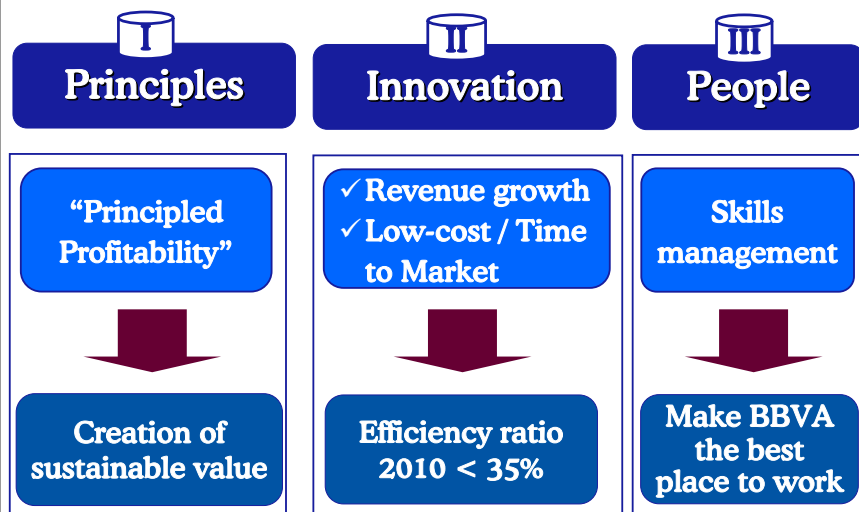 I
Principles
“Principled
Profitability”
Creation of
sustainable value
II
Innovation
✓ Revenue growth
✓ Low-cost / Time
to Market
Efficiency ratio
2010 < 35%
III
People
Skills
management
Make BBVA
the best
place to work